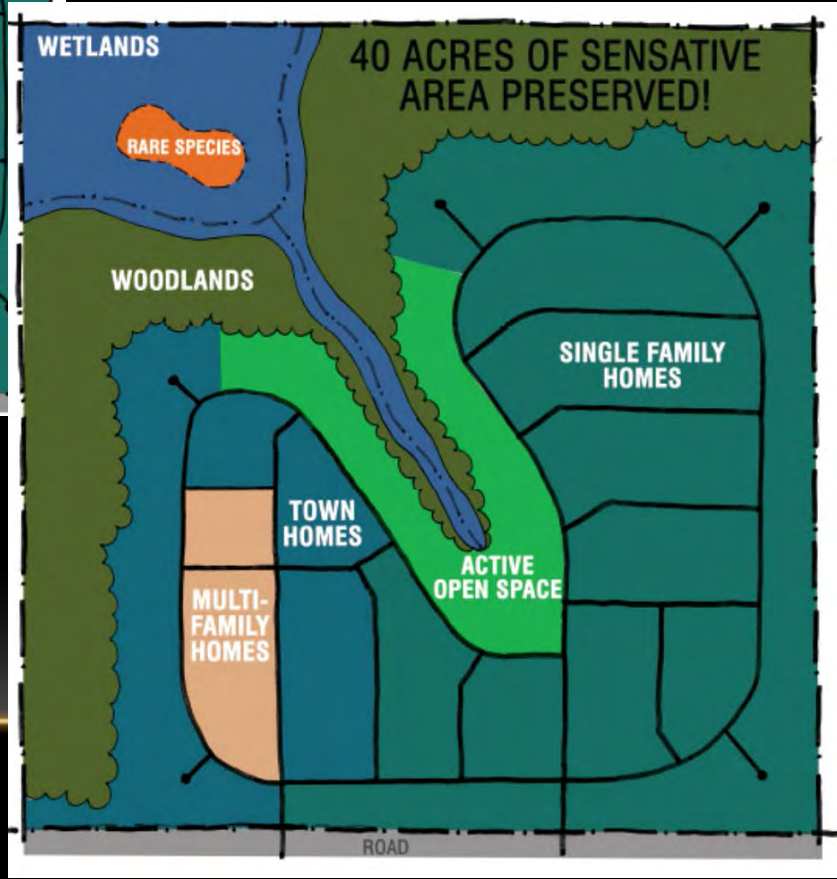 WETLANDS
40 ACRES OF SENSATIVE
AREA PRESERVED!
RARE SPECIES
WOODLANDS
SINGLE FAMILY
HOMES
TOWN
HOMES
ACTIVE
OPEN SPACE
MULTI-
FAMILY
HOMES
ROAD